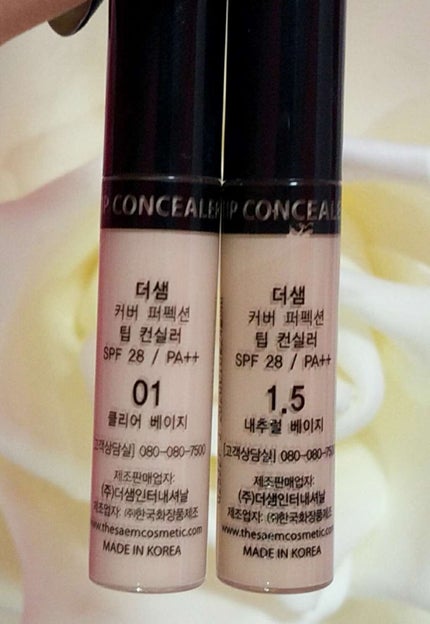 P CONCEALER
더샘
커버 퍼펙션
팁 컨실러
SPF 28 / PA++
01
클리어 베이지
[고객상담실] 080-080-7500
제조판매업자:
(주)더샘인터내셔날
제조업자: (주)한국화장품제조
www.thesaemcosmetic.com
MADE IN KOREA
IP CONCEALE
더샘
커버 퍼펙션
팁 컨실러
SPF 28 / PA++
1.5
내추럴 베이지
[고객상담실] 080-080-7500
제조판매업자:
(주)더샘인터내셔날
제조업자: (주)한국화장품제조
www.thesaemcosmetic.com
MADE IN KOREA